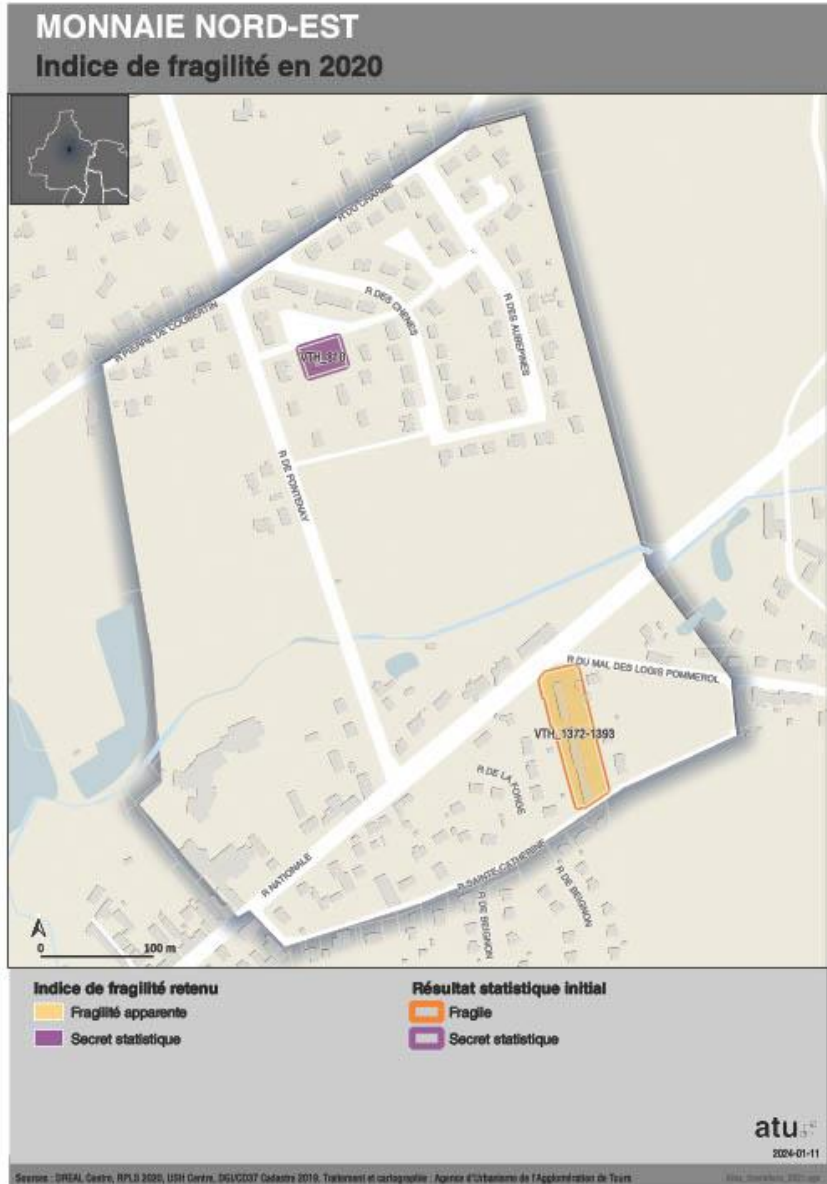 MONNAIE NORD-EST
Indice de fragilité en 2020
R DU CHARME
R PIERRE DE COUBERTIN
R DES CHENES
R DES AUBEPINES
VTH_810
R DE FONTENAY
R DU MAL DES LOGIS POMMEROL
VTH_1372-1393
R DE LA FORGE
R NATIONALE
R SAINTE-CATHERINE
R DE BEIGNON
R DE BEIGNON
0 100 m
Indice de fragilité retenu
Fragilité apparente
Secret statistique
Résultat statistique initial
Fragile
Secret statistique
atu
2024-01-11
Sources : DREAL Centre, RPLS 2020, USH Centre, DGI/CD37 Cadastre 2019. Traitement et cartographie : Agence d'Urbanisme de l'Agglomération de Tours